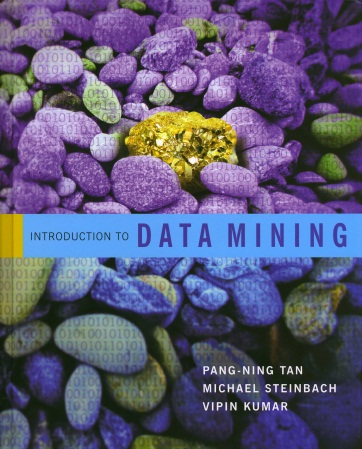 INTRODUCTION TO DATA MINING
PANG-NING TAN
MICHAEL STEINBACH
VIPIN KUMAR